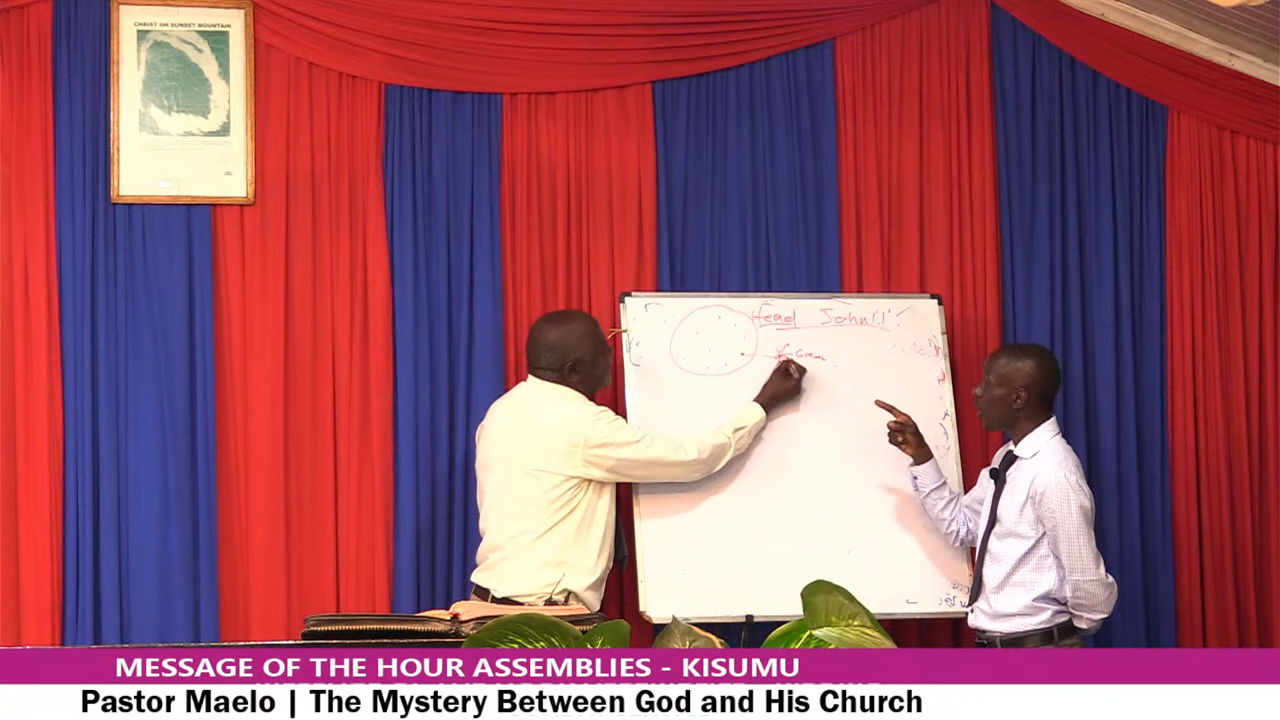 CHRIST ON SUNSET MOUNTAIN
fead John 1:1
MESSAGE OF THE HOUR ASSEMBLIES - KISUMU
Pastor Maelo | The Mystery Between God and His Church